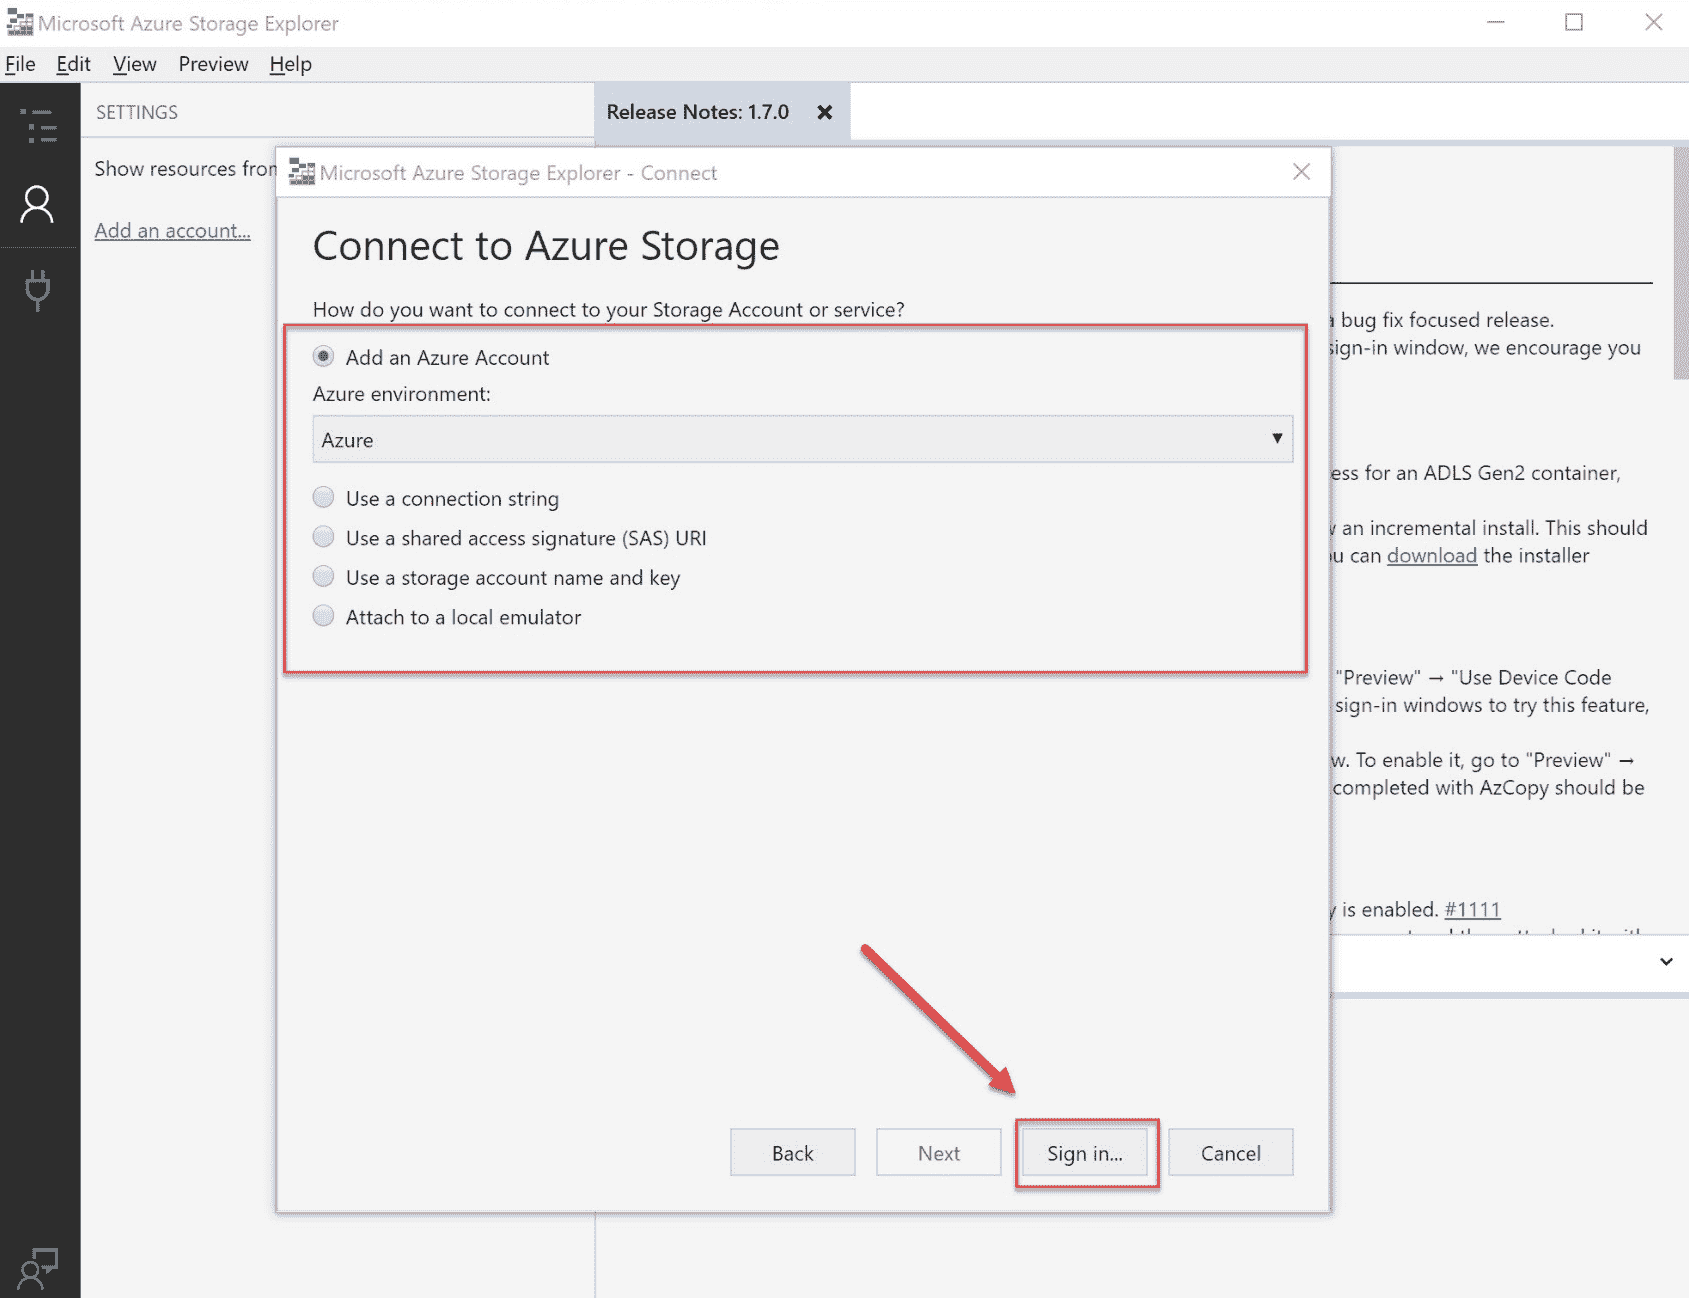 Microsoft Azure Storage Explorer
File Edit View Preview Help
SETTINGS
Release Notes: 1.7.0
Show resources from
Add an account...
Microsoft Azure Storage Explorer - Connect
Connect to Azure Storage
How do you want to connect to your Storage Account or service?
Add an Azure Account
Azure environment:
Azure
Use a connection string
Use a shared access signature (SAS) URI
Use a storage account name and key
Attach to a local emulator
Back
Next
Sign in...
Cancel
bug fix focused release.
sign-in window, we encourage you
ess for an ADLS Gen2 container,
an incremental install. This should
can download the installer
"Preview" → "Use Device Code
sign-in windows to try this feature,
w. To enable it, go to "Preview" →
completed with AzCopy should be
y is enabled. #1111